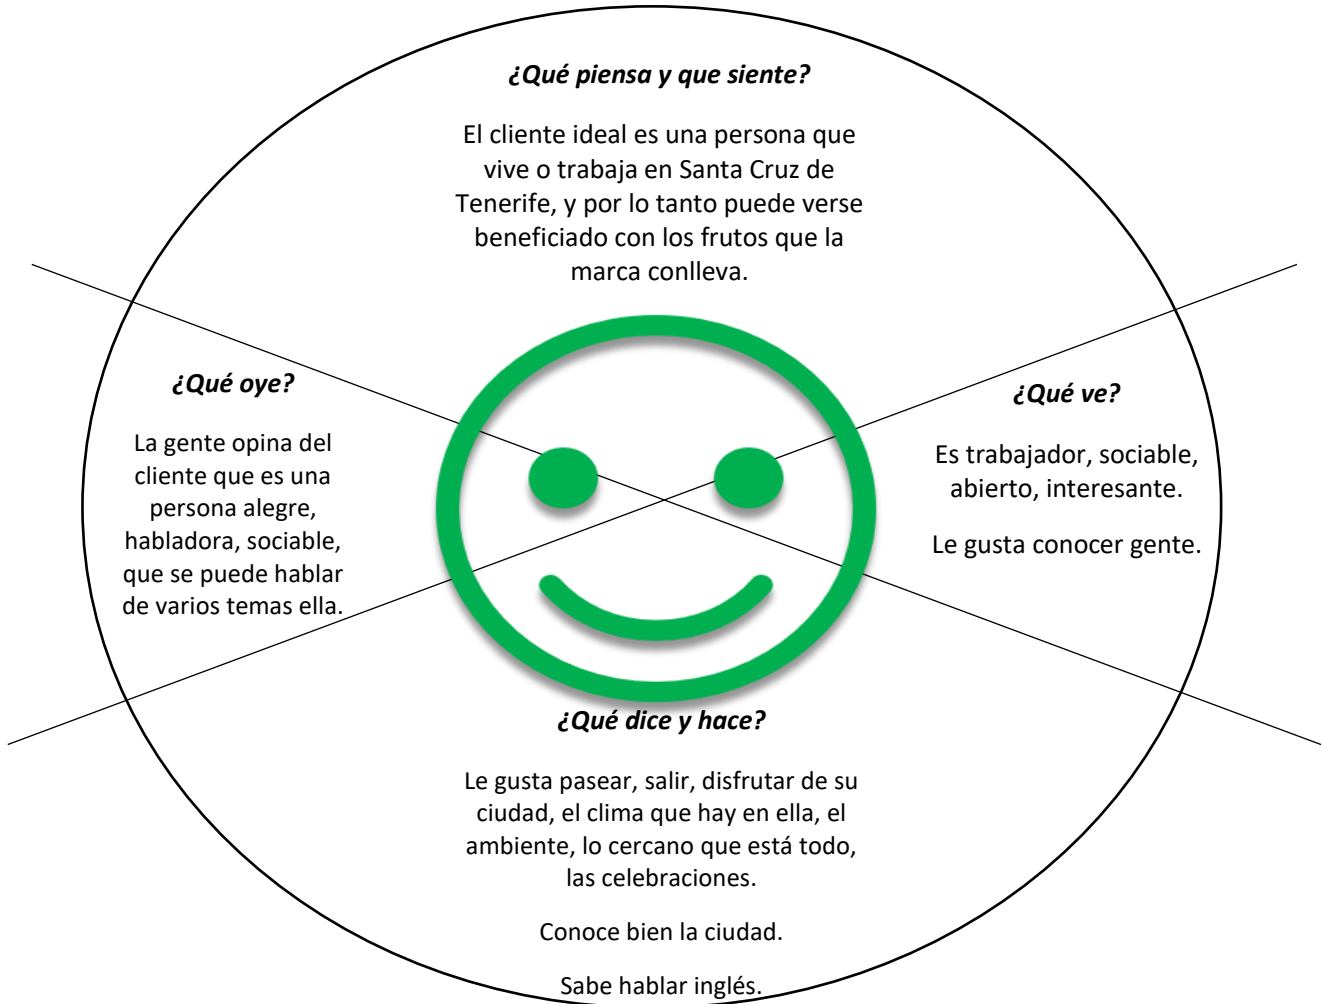 ¿Qué piensa y que siente?
El cliente ideal es una persona que
vive o trabaja en Santa Cruz de
Tenerife, y por lo tanto puede verse
beneficiado con los frutos que la
marca conlleva.
¿Qué oye?
La gente opina del
cliente que es una
persona alegre,
habladora, sociable,
que se puede hablar
de varios temas ella.
¿Qué ve?
Es trabajador, sociable,
abierto, interesante.
Le gusta conocer gente.
¿Qué dice y hace?
Le gusta pasear, salir, disfrutar de su
ciudad, el clima que hay en ella, el
ambiente, lo cercano que está todo,
las celebraciones.
Conoce bien la ciudad.
Sabe hablar inglés.